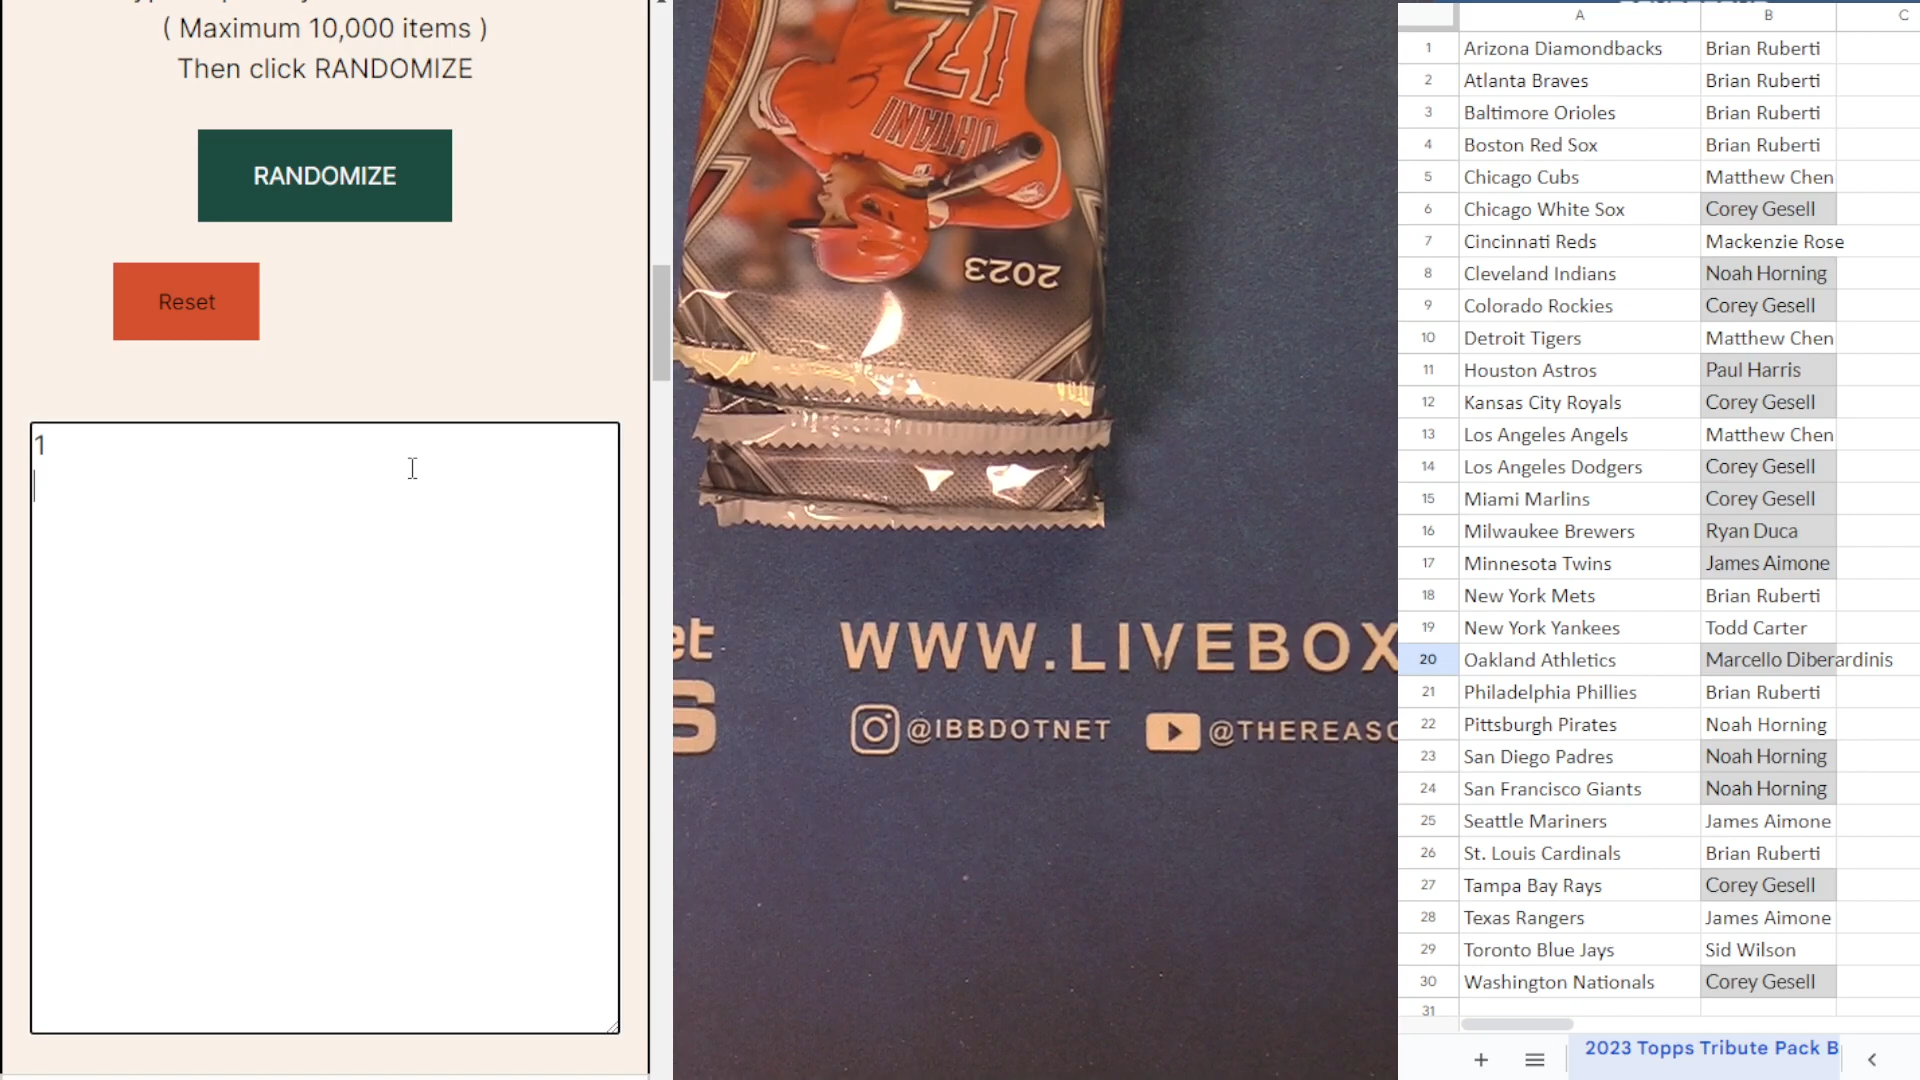 ( Maximum 10,000 items )
Then click RANDOMIZE
RANDOMIZE
Reset
1
17
OHTANI
2023
et
S
WWW.LIVEBOX
@IBBDOTNET
@THEREASO
A B C
1 Arizona Diamondbacks Brian Ruberti
2 Atlanta Braves Brian Ruberti
3 Baltimore Orioles Brian Ruberti
4 Boston Red Sox Brian Ruberti
5 Chicago Cubs Matthew Chen
6 Chicago White Sox Corey Gesell
7 Cincinnati Reds Mackenzie Rose
8 Cleveland Indians Noah Horning
9 Colorado Rockies Corey Gesell
10 Detroit Tigers Matthew Chen
11 Houston Astros Paul Harris
12 Kansas City Royals Corey Gesell
13 Los Angeles Angels Matthew Chen
14 Los Angeles Dodgers Corey Gesell
15 Miami Marlins Corey Gesell
16 Milwaukee Brewers Ryan Duca
17 Minnesota Twins James Aimone
18 New York Mets Brian Ruberti
19 New York Yankees Todd Carter
20 Oakland Athletics Marcello Diberardinis
21 Philadelphia Phillies Brian Ruberti
22 Pittsburgh Pirates Noah Horning
23 San Diego Padres Noah Horning
24 San Francisco Giants Noah Horning
25 Seattle Mariners James Aimone
26 St. Louis Cardinals Brian Ruberti
27 Tampa Bay Rays Corey Gesell
28 Texas Rangers James Aimone
29 Toronto Blue Jays Sid Wilson
30 Washington Nationals Corey Gesell
31
2023 Topps Tribute Pack B